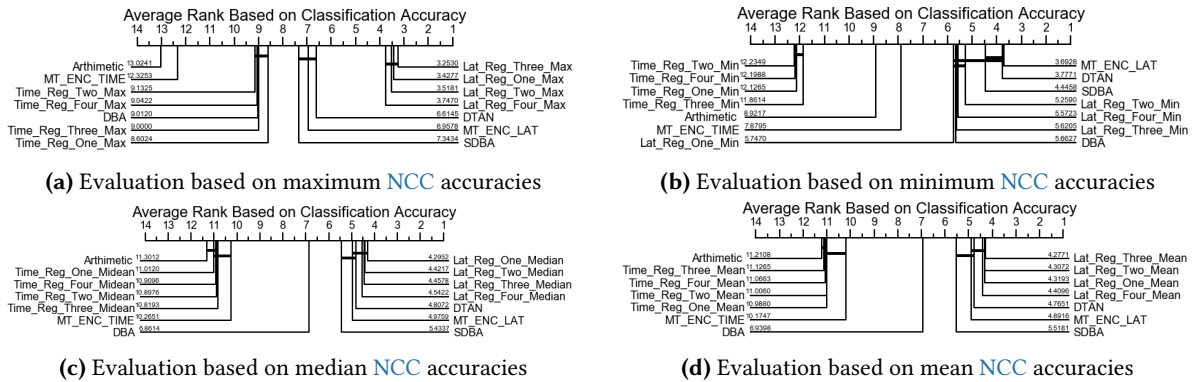 Average Rank Based on Classification Accuracy
14 13 12 11 10 9 8 7 6 5 4 3 2 1
Arthimetic 13.0241
MT_ENC_TIME 12.3253
Time_Reg_Two_Max 9.1325
Time_Reg_Four_Max 9.0422
DBA 9.0120
Time_Reg_Three_Max 9.0000
Time_Reg_One_Max 8.6024
3.2530 Lat_Reg_Three_Max
3.4277 Lat_Reg_One_Max
3.5181 Lat_Reg_Two_Max
3.7470 Lat_Reg_Four_Max
6.6145 DTAN
6.9578 MT_ENC_LAT
7.3434 SDBA
(a) Evaluation based on maximum NCC accuracies
Average Rank Based on Classification Accuracy
14 13 12 11 10 9 8 7 6 5 4 3 2 1
Time_Reg_Two_Min 12.2349
Time_Reg_Four_Min 12.1988
Time_Reg_One_Min 12.1265
Time_Reg_Three_Min 11.8614
Arthimetic 8.9217
MT_ENC_TIME 7.8795
Lat_Reg_One_Min 5.7470
3.6928 MT_ENC_LAT
3.7771 DTAN
4.4458 SDBA
5.2590 Lat_Reg_Two_Min
5.5723 Lat_Reg_Four_Min
5.6205 Lat_Reg_Three_Min
5.6627 DBA
(b) Evaluation based on minimum NCC accuracies
Average Rank Based on Classification Accuracy
14 13 12 11 10 9 8 7 6 5 4 3 2 1
Arthimetic 11.3012
Time_Reg_One_Midean 11.0120
Time_Reg_Four_Midean 10.9096
Time_Reg_Two_Midean 10.8976
Time_Reg_Three_Midean 10.8193
MT_ENC_TIME 10.2651
DBA 6.8614
4.2952 Lat_Reg_One_Median
4.4217 Lat_Reg_Two_Median
4.4578 Lat_Reg_Three_Median
4.5422 Lat_Reg_Four_Median
4.8072 DTAN
4.9759 MT_ENC_LAT
5.4337 SDBA
(c) Evaluation based on median NCC accuracies
Average Rank Based on Classification Accuracy
14 13 12 11 10 9 8 7 6 5 4 3 2 1
Arthimetic 11.2108
Time_Reg_Three_Mean 11.1265
Time_Reg_Four_Mean 11.0663
Time_Reg_Two_Mean 11.0060
Time_Reg_One_Mean 10.9880
MT_ENC_TIME 10.1747
DBA 6.9398
4.2771 Lat_Reg_Three_Mean
4.3072 Lat_Reg_Two_Mean
4.3193 Lat_Reg_One_Mean
4.4096 Lat_Reg_Four_Mean
4.7651 DTAN
4.8916 MT_ENC_LAT
5.5181 SDBA
(d) Evaluation based on mean NCC accuracies